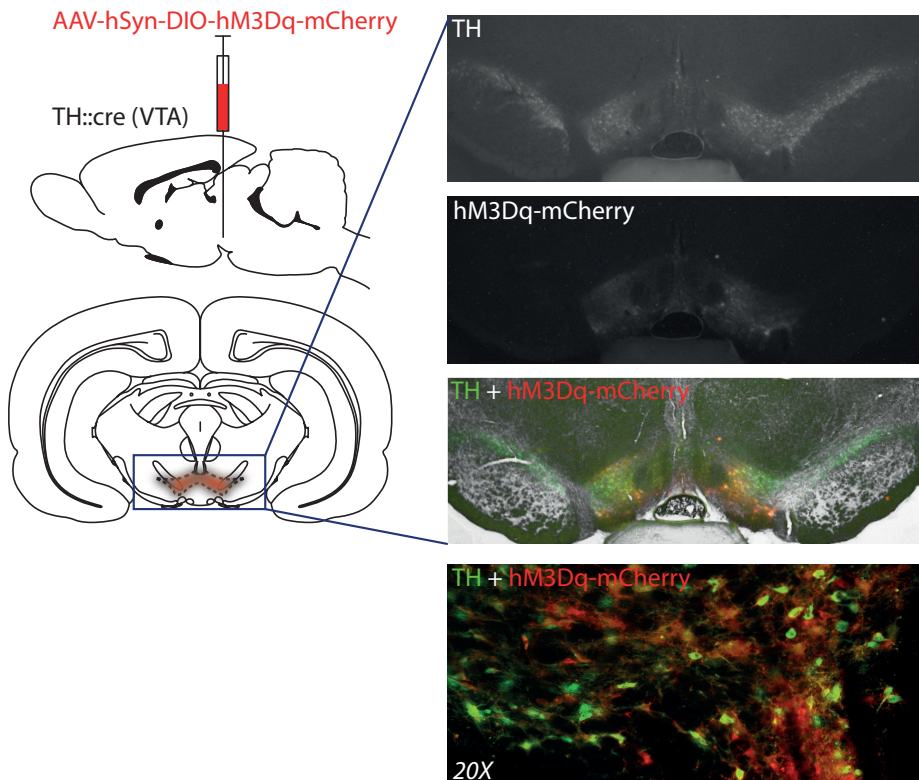 AAV-hSyn-DIO-hM3Dq-mCherry
TH::cre (VTA)
TH
hM3Dq-mCherry
TH + hM3Dq-mCherry
TH + hM3Dq-mCherry
20X